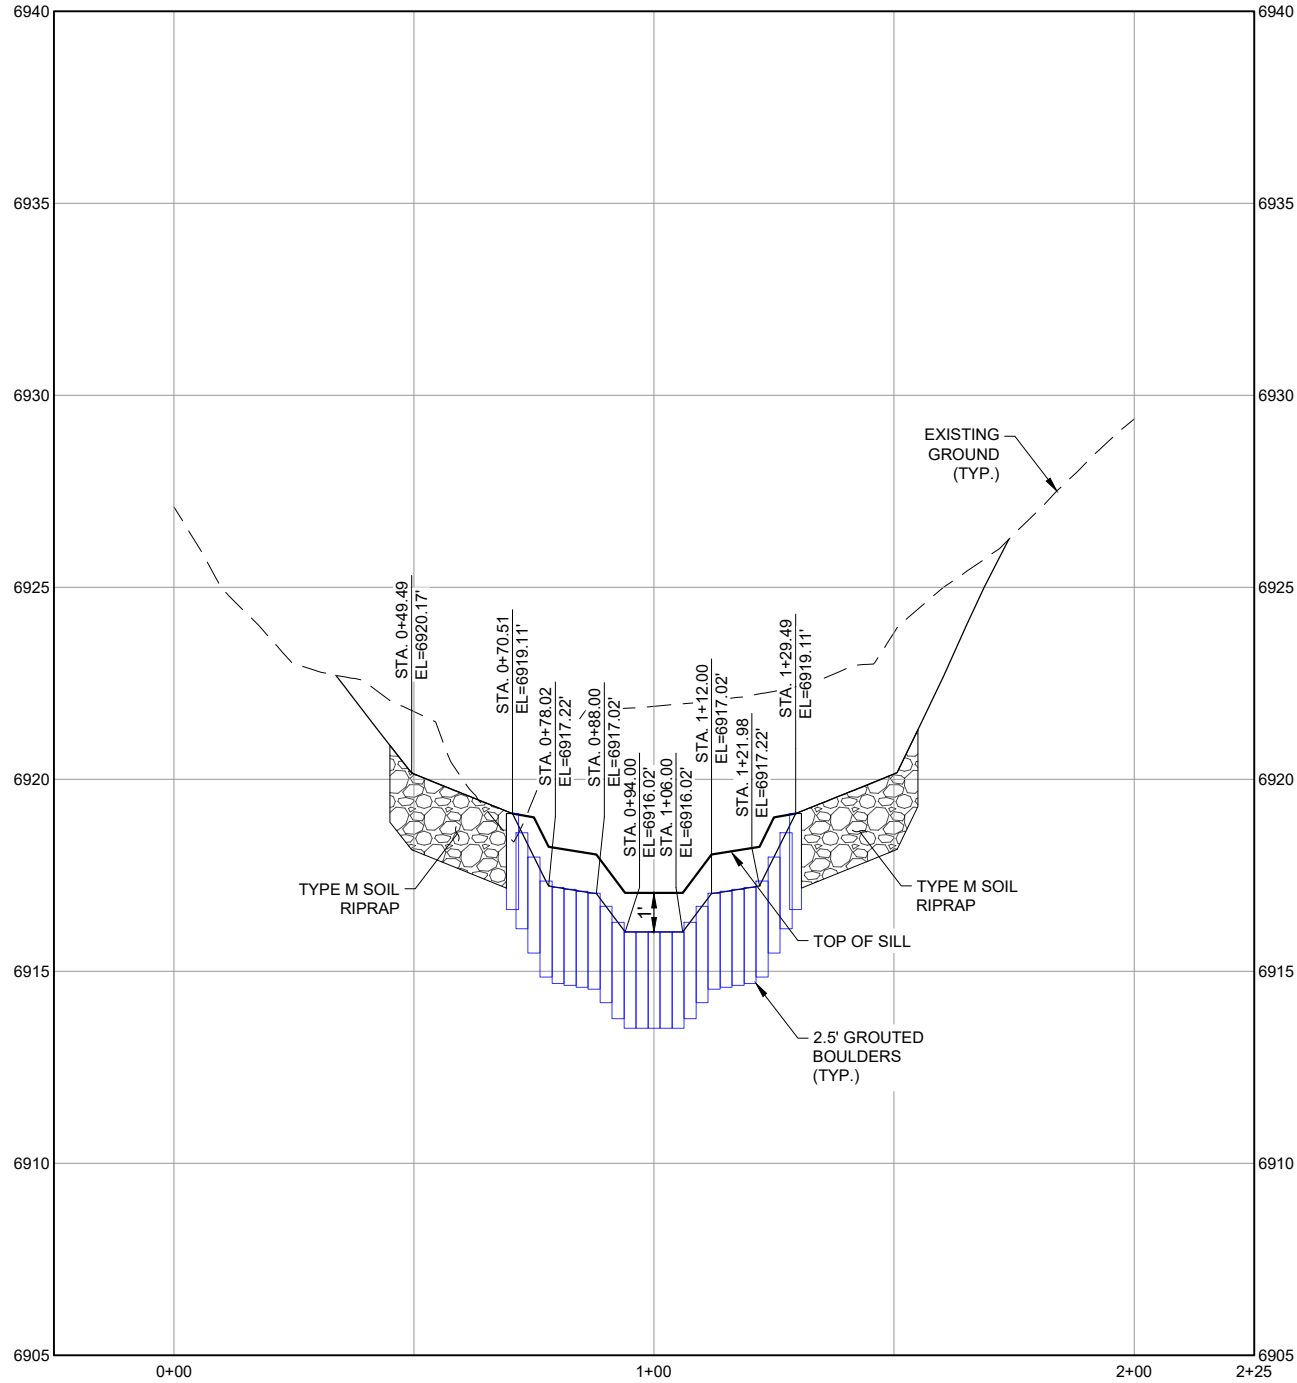 6940
6940
6935
6935
6930
6930
EXISTING
GROUND
(TYP.)
6925
6925
STA. 0+49.49
EL=6920.17'
STA. 0+70.51
EL=6919.11'
STA. 0+78.02
EL=6917.22'
STA. 0+88.00
EL=6917.02'
STA. 0+94.00
EL=6916.02'
STA. 1+06.00
EL=6916.02'
STA. 1+12.00
EL=6917.02'
STA. 1+21.98
EL=6917.22'
STA. 1+29.49
EL=6919.11'
6920
6920
TYPE M SOIL
RIPRAP
1'
TYPE M SOIL
RIPRAP
TOP OF SILL
6915
6915
2.5' GROUTED
BOULDERS
(TYP.)
6910
6910
6905
6905
0+00
1+00
2+00
2+25